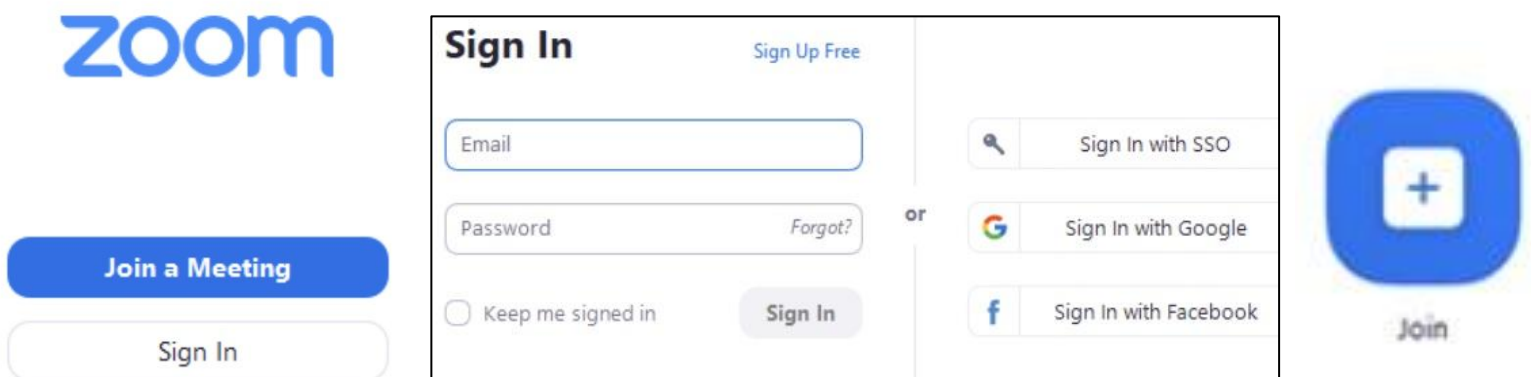 zoom
Join a Meeting
Sign In
Sign In
Sign Up Free
Email
Password
Forgot?
Keep me signed in
Sign In
or
Sign In with SSO
Sign In with Google
Sign In with Facebook
Join